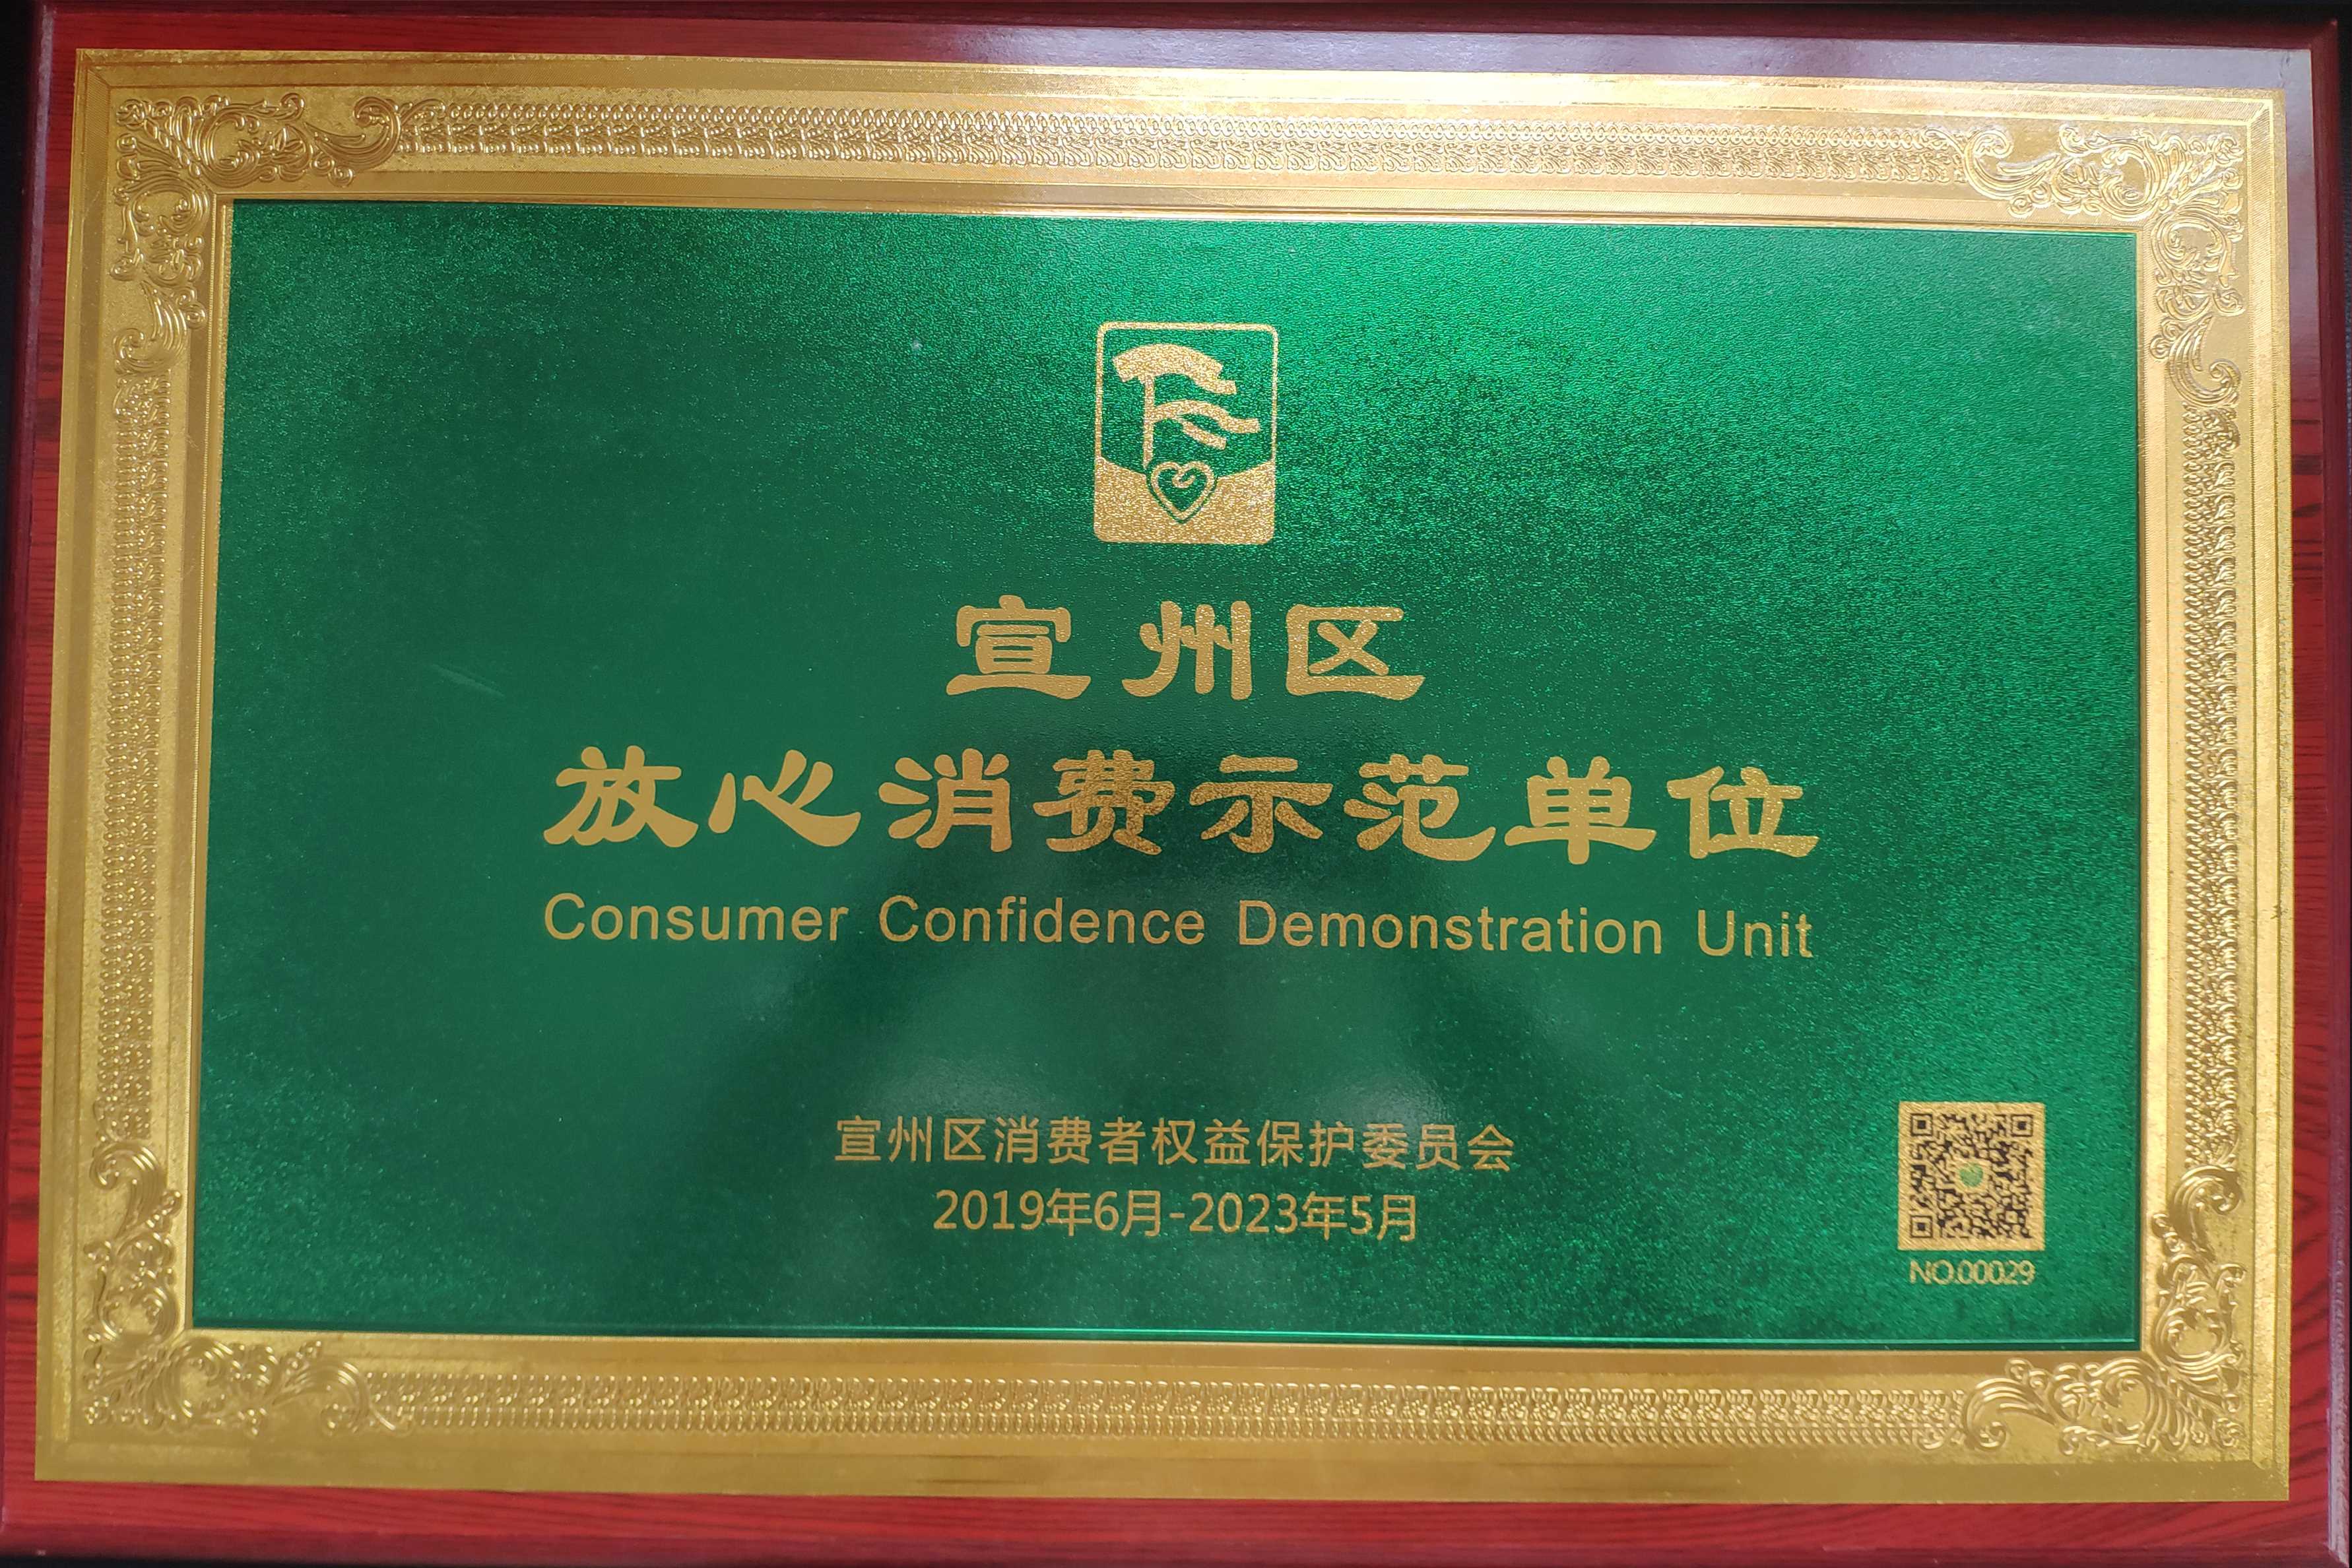 宣州区
放心消费示范单位
Consumer Confidence Demonstration Unit
宣州区消费者权益保护委员会
2019年6月-2023年5月
NO.00029